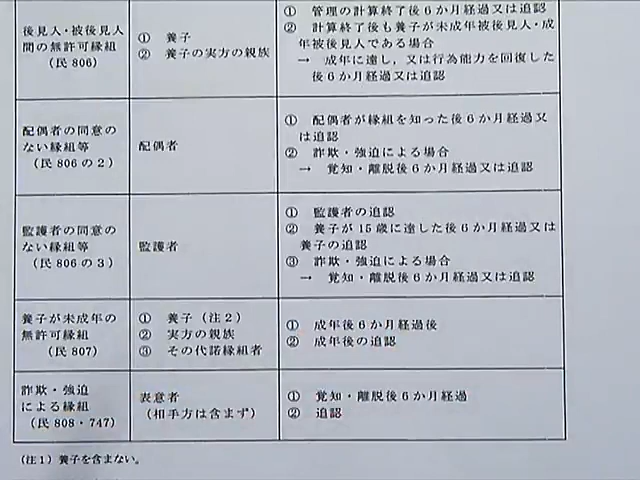 後見人・被後見人
間の無許可縁組
(民 806)
① 養子
② 養子の実方の親族
① 管理の計算終了後６か月経過又は追認
② 計算終了後も養子が未成年被後見人・成
年被後見人である場合
→ 成年に達し，又は行為能力を回復した
後６か月経過又は追認
配偶者の同意の
ない縁組等
(民 806 の２)
配偶者
① 配偶者が縁組を知った後６か月経過又
は追認
② 詐欺・強迫による場合
→ 覚知・離脱後６か月経過又は追認
監護者の同意の
ない縁組等
(民 806 の３)
監護者
① 監護者の追認
② 養子が 15 歳に達した後６か月経過又は
養子の追認
③ 詐欺・強迫による場合
→ 覚知・離脱後６か月経過又は追認
養子が未成年の
無許可縁組
(民 807)
① 養子（注２）
② 実方の親族
③ その代諾縁組者
① 成年後６か月経過後
② 成年後の追認
詐欺・強迫
による縁組
(民 808・747)
表意者
（相手方は含まず）
① 覚知・離脱後６か月経過
② 追認
（注１）養子を含まない。